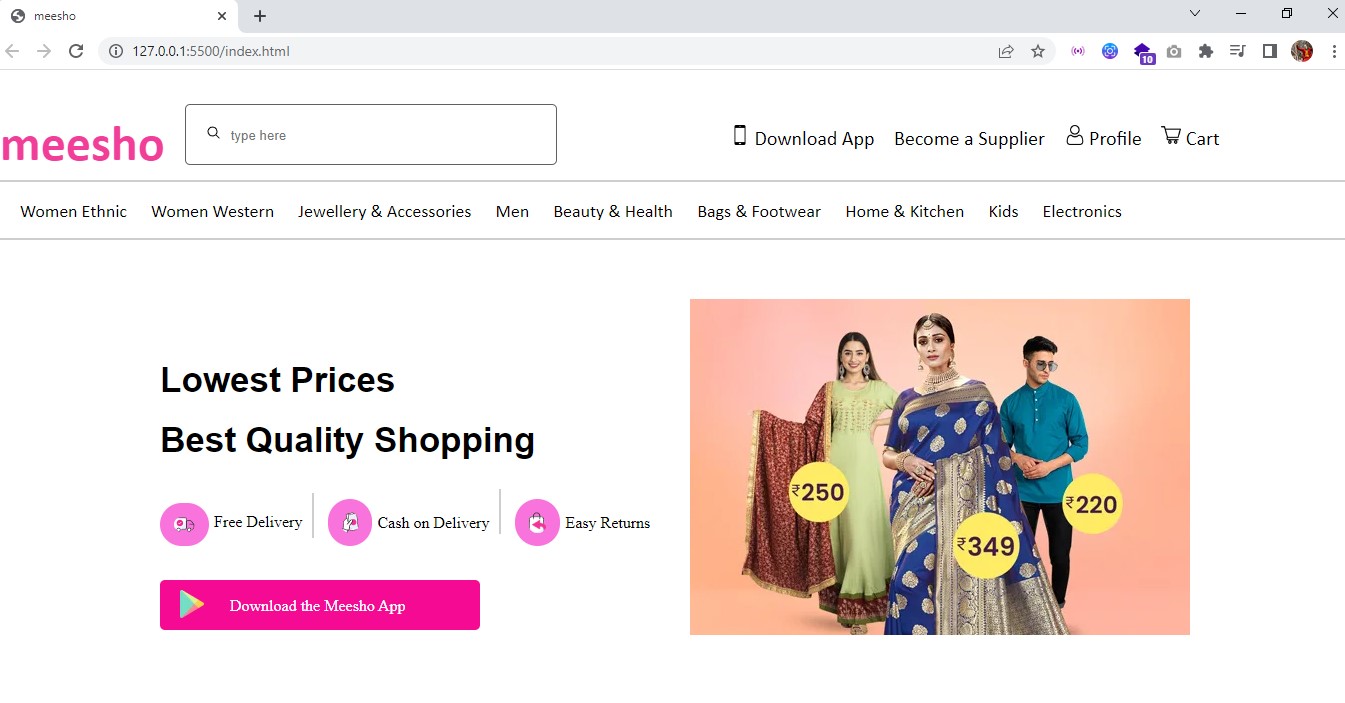 meesho
127.0.0.1:5500/index.html
10
meesho
type here
Download App Become a Supplier Profile Cart
Women Ethnic Women Western Jewellery & Accessories Men Beauty & Health Bags & Footwear Home & Kitchen Kids Electronics
Lowest Prices
Best Quality Shopping
Free Delivery Cash on Delivery Easy Returns
Download the Meesho App
₹250
₹349
₹220